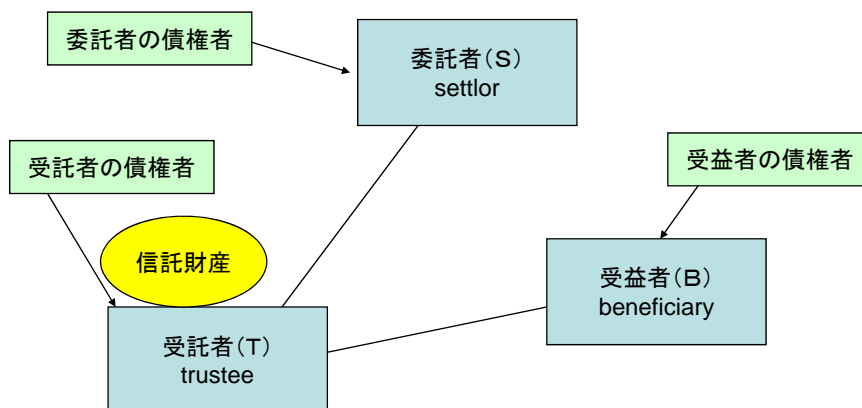 委託者の債権者
委託者(S)
settlor
受託者の債権者
受益者の債権者
信託財産
受益者(B)
beneficiary
受託者(T)
trustee